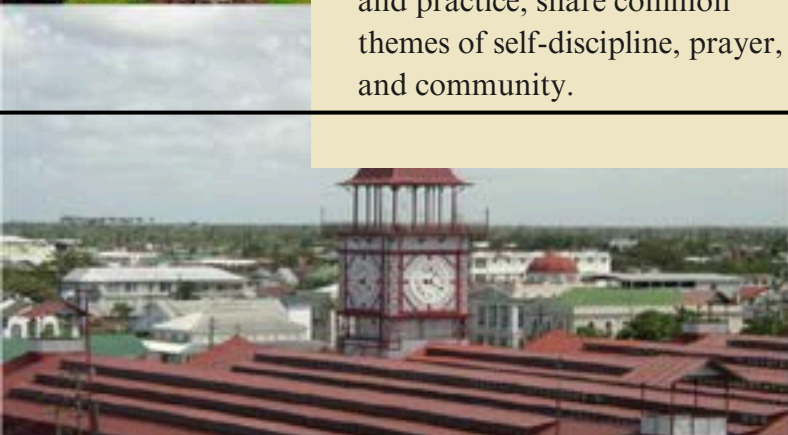 and practice, share common
themes of self-discipline, prayer,
and community.